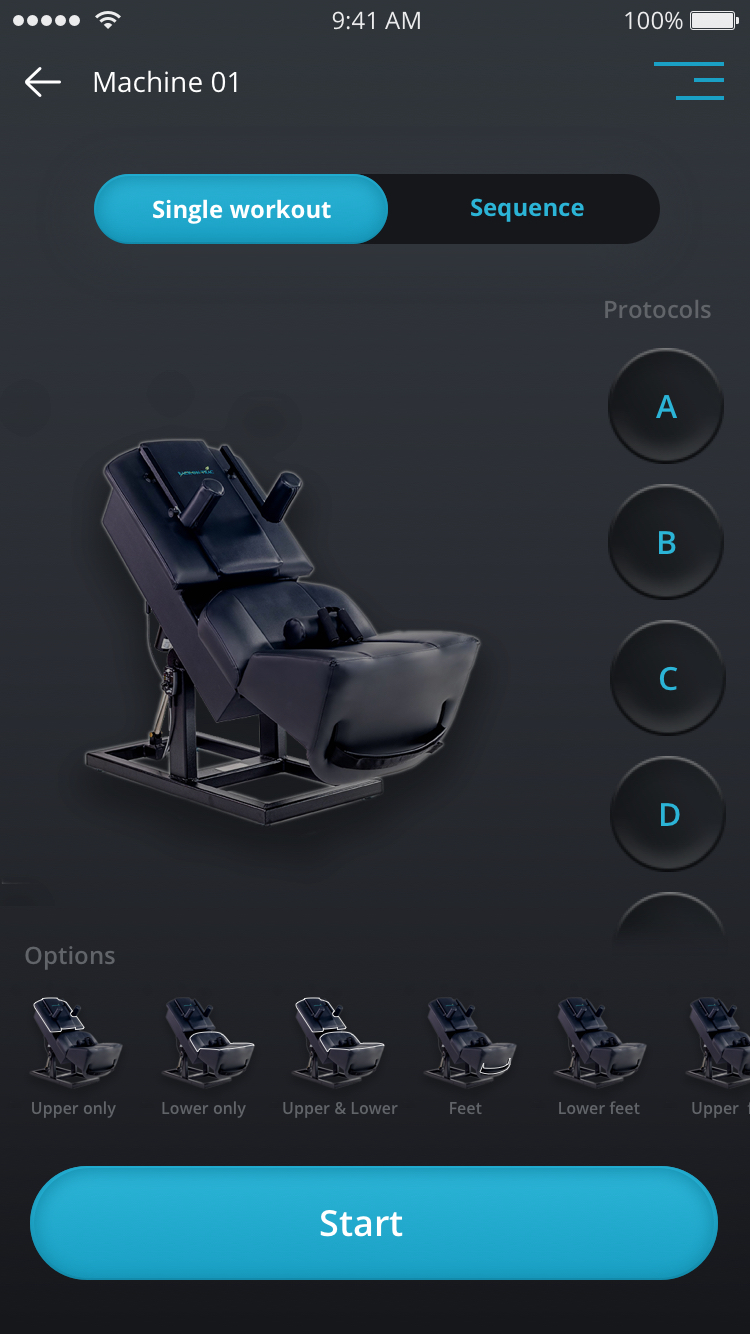 9:41 AM
100%
Machine 01
Single workout
Sequence
Protocols
A
B
C
D
Options
Upper only
Lower only
Upper & Lower
Feet
Lower feet
Upper
Start